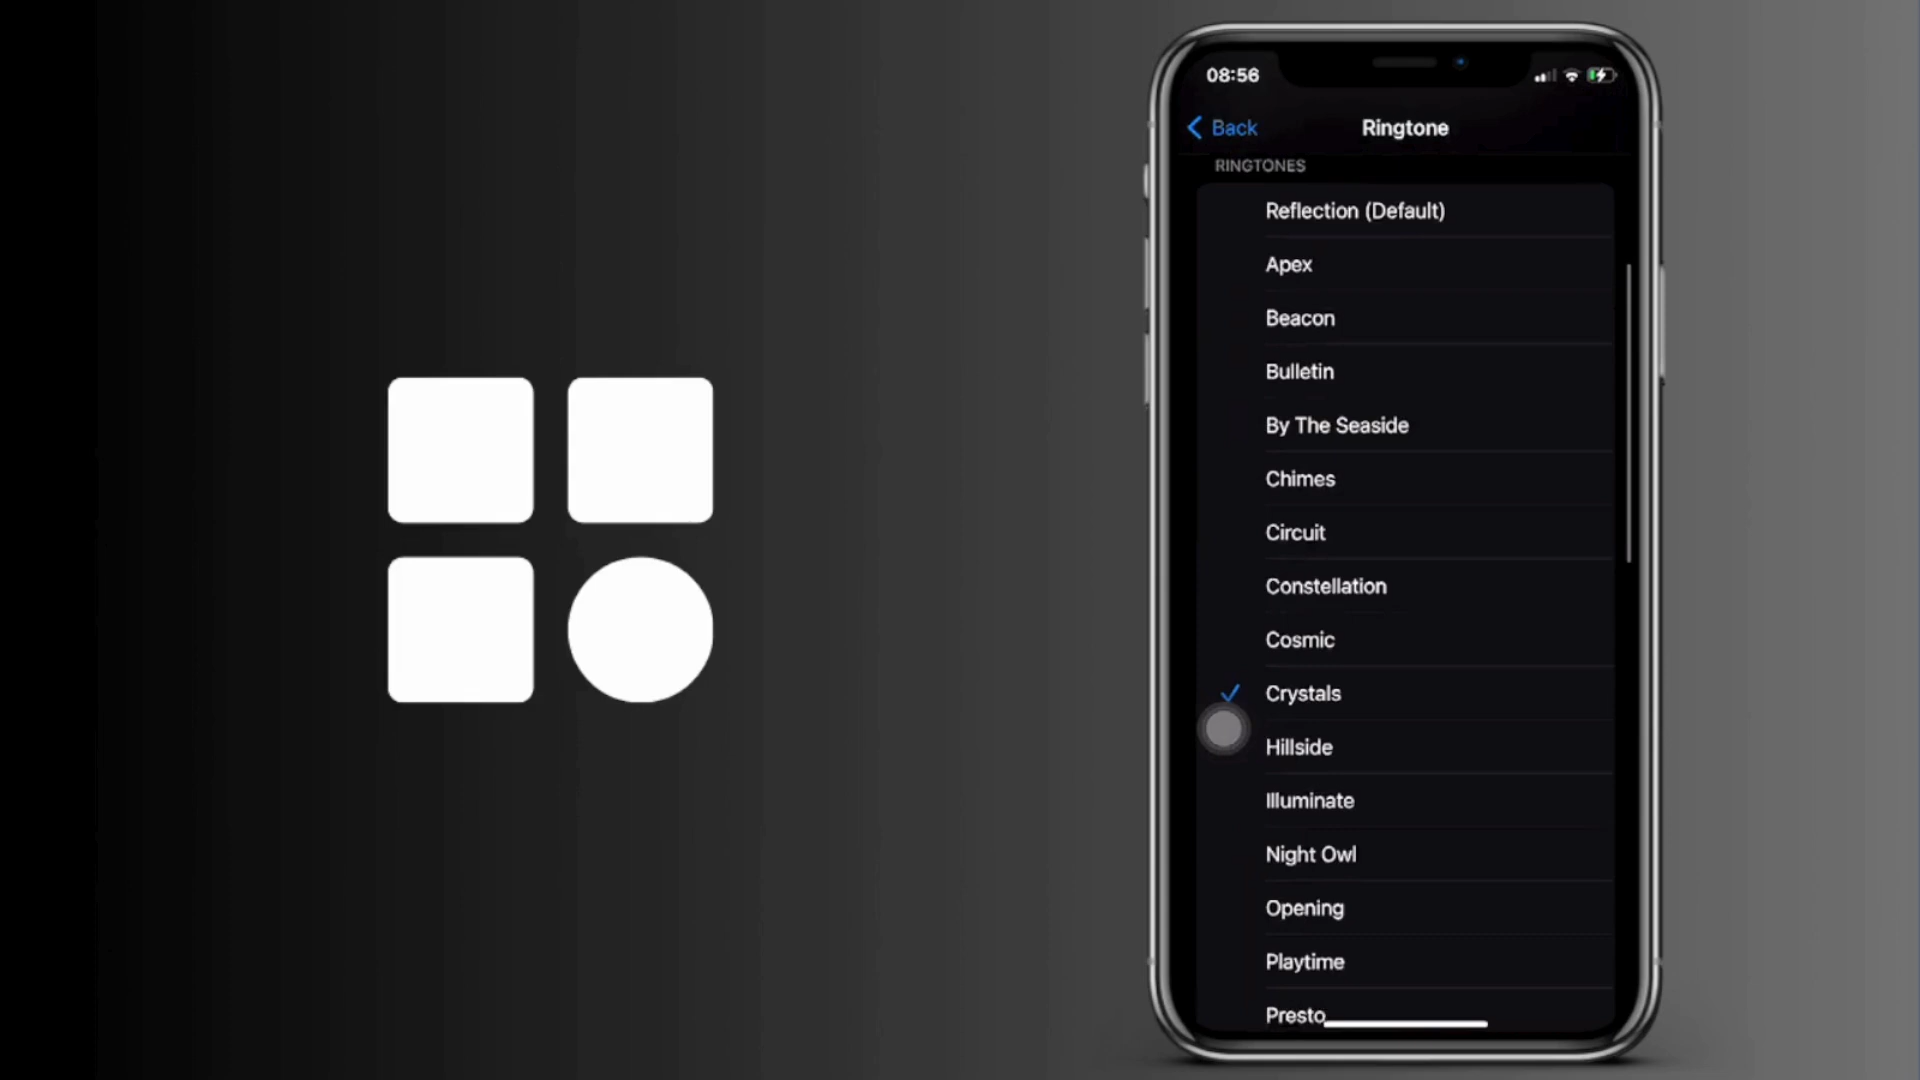 08:56
Back
Ringtone
RINGTONES
Reflection (Default)
Apex
Beacon
Bulletin
By The Seaside
Chimes
Circuit
Constellation
Cosmic
Crystals
Hillside
Illuminate
Night Owl
Opening
Playtime
Presto